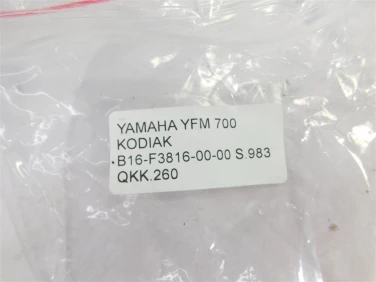 YAMAHA YFM 700
KODIAK
B16-F3816-00-00 S.983
QKK.260